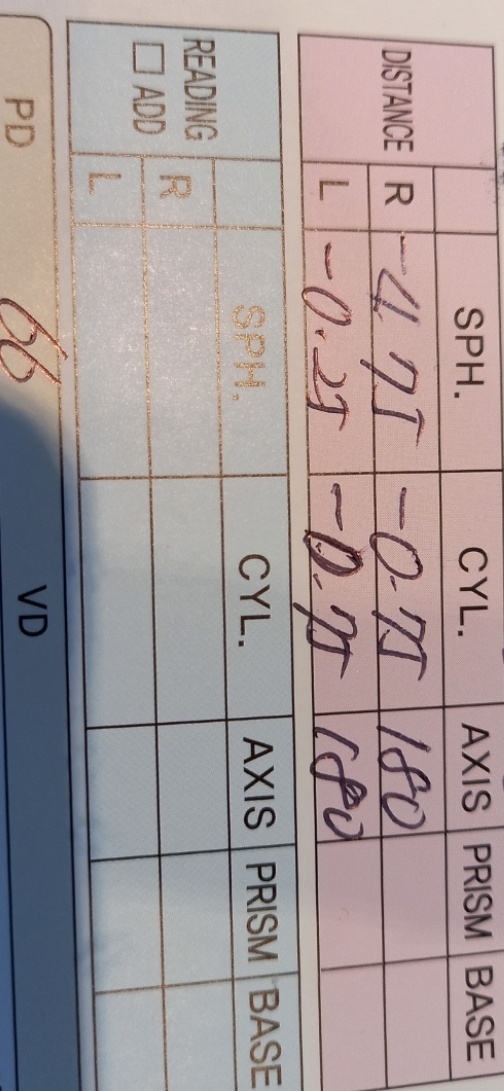 SPH. CYL. AXIS PRISM BASE
DISTANCE
R -4.75 -0.75 180
L -0.25 -0.75 180
SPH. CYL. AXIS PRISM BASE
READING
☐ ADD
R
L
PD 66 VD